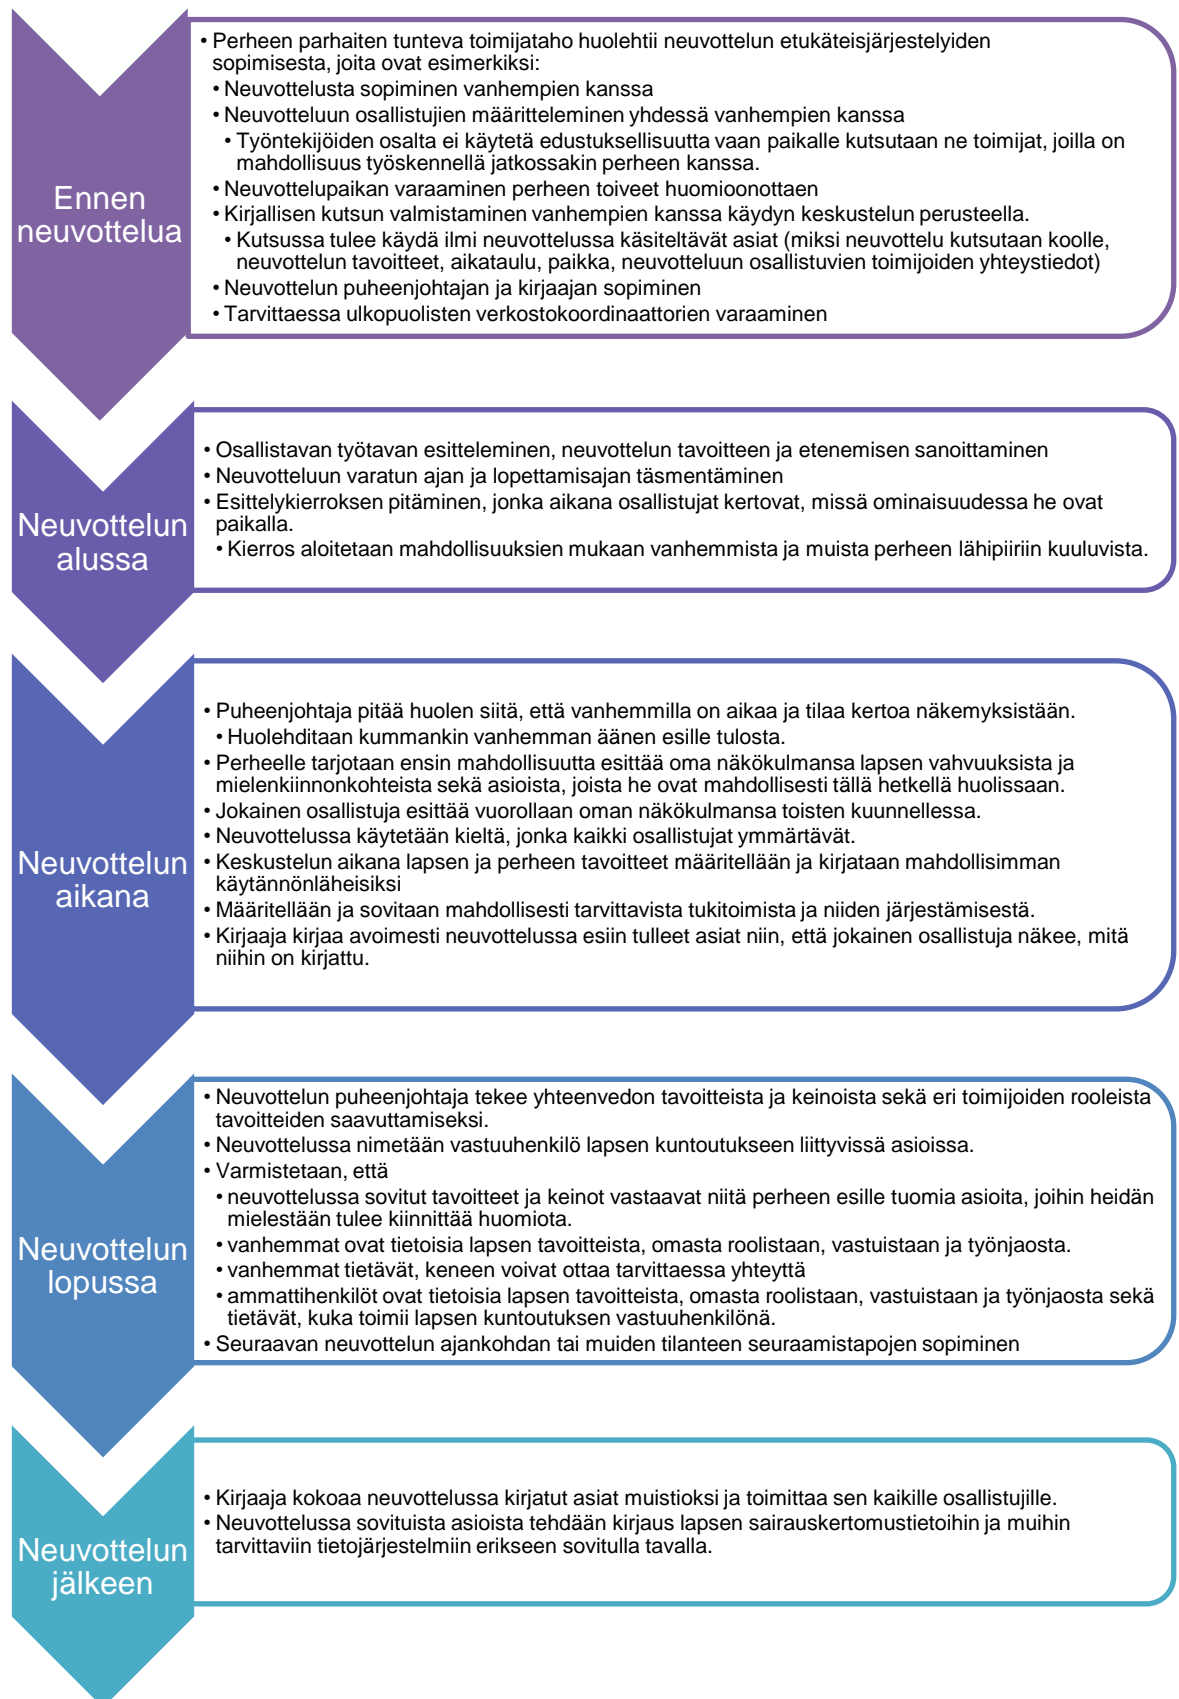 Ennen
neuvottelua
• Perheen parhaiten tunteva toimijataho huolehtii neuvottelun etukäteisjärjestelyiden
sopimisesta, joita ovat esimerkiksi:
• Neuvottelusta sopiminen vanhempien kanssa
• Neuvotteluun osallistujien määritteleminen yhdessä vanhempien kanssa
• Työntekijöiden osalta ei käytetä edustuksellisuutta vaan paikalle kutsutaan ne toimijat, joilla on
mahdollisuus työskennellä jatkossakin perheen kanssa.
• Neuvottelupaikan varaaminen perheen toiveet huomioonottaen
• Kirjallisen kutsun valmistaminen vanhempien kanssa käydyn keskustelun perusteella.
• Kutsussa tulee käydä ilmi neuvottelussa käsiteltävät asiat (miksi neuvottelu kutsutaan koolle,
neuvottelun tavoitteet, aikataulu, paikka, neuvotteluun osallistuvien toimijoiden yhteystiedot)
• Neuvottelun puheenjohtajan ja kirjaajan sopiminen
• Tarvittaessa ulkopuolisten verkostokoordinaattorien varaaminen
Neuvottelun
alussa
• Osallistavan työtavan esitteleminen, neuvottelun tavoitteen ja etenemisen sanoittaminen
• Neuvotteluun varatun ajan ja lopettamisajan täsmentäminen
• Esittelykierroksen pitäminen, jonka aikana osallistujat kertovat, missä ominaisuudessa he ovat
paikalla.
• Kierros aloitetaan mahdollisuuksien mukaan vanhemmista ja muista perheen lähipiiriin kuuluvista.
Neuvottelun
aikana
• Puheenjohtaja pitää huolen siitä, että vanhemmilla on aikaa ja tilaa kertoa näkemyksistään.
• Huolehditaan kummankin vanhemman äänen esille tulosta.
• Perheelle tarjotaan ensin mahdollisuutta esittää oma näkökulmansa lapsen vahvuuksista ja
mielenkiinnonkohteista sekä asioista, joista he ovat mahdollisesti tällä hetkellä huolissaan.
• Jokainen osallistuja esittää vuorollaan oman näkökulmansa toisten kuunnellessa.
• Neuvottelussa käytetään kieltä, jonka kaikki osallistujat ymmärtävät.
• Keskustelun aikana lapsen ja perheen tavoitteet määritellään ja kirjataan mahdollisimman
käytännönläheisiksi
• Määritellään ja sovitaan mahdollisesti tarvittavista tukitoimista ja niiden järjestämisestä.
• Kirjaaja kirjaa avoimesti neuvottelussa esiin tulleet asiat niin, että jokainen osallistuja näkee, mitä
niihin on kirjattu.
Neuvottelun
lopussa
• Neuvottelun puheenjohtaja tekee yhteenvedon tavoitteista ja keinoista sekä eri toimijoiden rooleista
tavoitteiden saavuttamiseksi.
• Neuvottelussa nimetään vastuuhenkilö lapsen kuntoutukseen liittyvissä asioissa.
• Varmistetaan, että
• neuvottelussa sovitut tavoitteet ja keinot vastaavat niitä perheen esille tuomia asioita, joihin heidän
mielestään tulee kiinnittää huomiota.
• vanhemmat ovat tietoisia lapsen tavoitteista, omasta roolistaan, vastuistaan ja työnjaosta.
• vanhemmat tietävät, keneen voivat ottaa tarvittaessa yhteyttä
• ammattihenkilöt ovat tietoisia lapsen tavoitteista, omasta roolistaan, vastuistaan ja työnjaosta sekä
tietävät, kuka toimii lapsen kuntoutuksen vastuuhenkilönä.
• Seuraavan neuvottelun ajankohdan tai muiden tilanteen seuraamistapojen sopiminen
Neuvottelun
jälkeen
• Kirjaaja kokoaa neuvottelussa kirjatut asiat muistioksi ja toimittaa sen kaikille osallistujille.
• Neuvottelussa sovituista asioista tehdään kirjaus lapsen sairauskertomustietoihin ja muihin
tarvittaviin tietojärjestelmiin erikseen sovitulla tavalla.